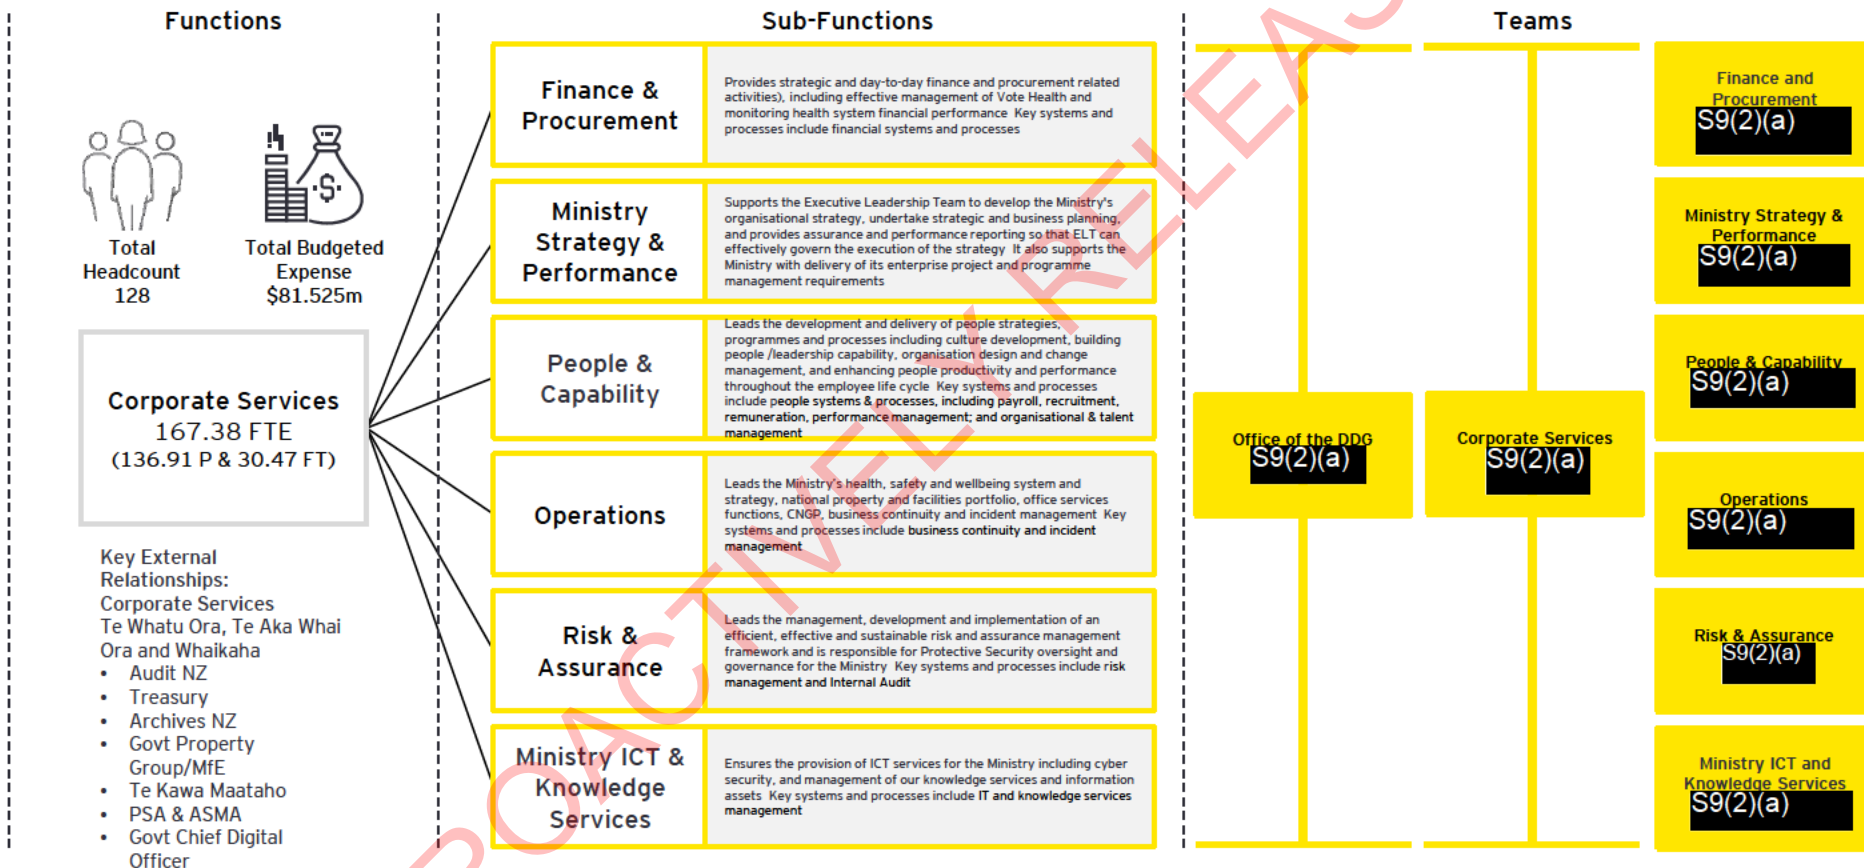 Functions
Total
Headcount
128
Total Budgeted
Expense
$81.525m
Corporate Services
167.38 FTE
(136.91 P & 30.47 FT)
Key External
Relationships:
Corporate Services
Te Whatu Ora, Te Aka Whai
Ora and Whaikaha
• Audit NZ
• Treasury
• Archives NZ
• Govt Property
Group/MfE
• Te Kawa Maataho
• PSA & ASMA
• Govt Chief Digital
Officer
Sub-Functions
Finance &
Procurement
Provides strategic and day-to-day finance and procurement related
activities), including effective management of Vote Health and
monitoring health system financial performance Key systems and
processes include financial systems and processes
Ministry
Strategy &
Performance
Supports the Executive Leadership Team to develop the Ministry's
organisational strategy, undertake strategic and business planning,
and provides assurance and performance reporting so that ELT can
effectively govern the execution of the strategy It also supports the
Ministry with delivery of its enterprise project and programme
management requirements
People &
Capability
Leads the development and delivery of people strategies,
programmes and processes including culture development, building
people /leadership capability, organisation design and change
management, and enhancing people productivity and performance
throughout the employee life cycle Key systems and processes
include people systems & processes, including payroll, recruitment,
remuneration, performance management; and organisational & talent
management
Operations
Leads the Ministry's health, safety and wellbeing system and
strategy, national property and facilities portfolio, office services
functions, CNGP, business continuity and incident management Key
systems and processes include business continuity and incident
management
Risk &
Assurance
Leads the management, development and implementation of an
efficient, effective and sustainable risk and assurance management
framework and is responsible for Protective Security oversight and
governance for the Ministry Key systems and processes include risk
management and Internal Audit
Ministry ICT &
Knowledge
Services
Ensures the provision of ICT services for the Ministry including cyber
security, and management of our knowledge services and information
assets Key systems and processes include IT and knowledge services
management
Teams
Office of the DDG
S9(2)(a)
Corporate Services
S9(2)(a)
Finance and
Procurement
S9(2)(a)
Ministry Strategy &
Performance
S9(2)(a)
People & Capability
S9(2)(a)
Operations
S9(2)(a)
Risk & Assurance
S9(2)(a)
Ministry ICT and
Knowledge Services
S9(2)(a)
OACTIVELY RELEAS